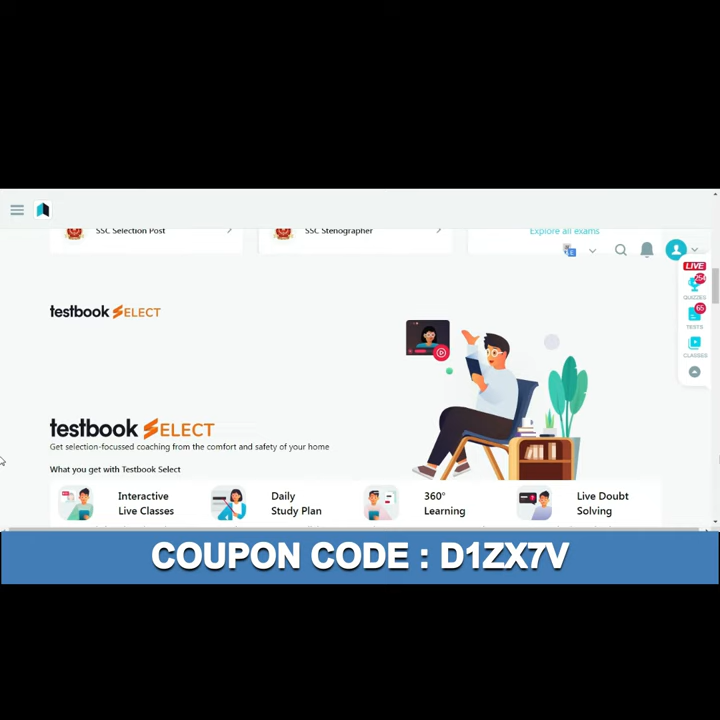 SSC Selection Post
SSC Stenographer
Explore all exams
LIVE
254
QUIZZES
65
TESTS
CLASSES
testbook SELECT
testbook SELECT
Get selection-focussed coaching from the comfort and safety of your home
What you get with Testbook Select
Interactive Live Classes
Daily Study Plan
360° Learning
Live Doubt Solving
COUPON CODE : D1ZX7V